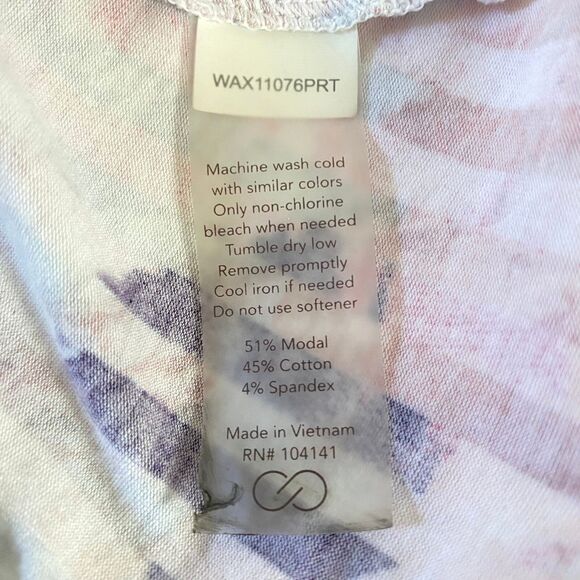 WAX11076PRT
Machine wash cold
with similar colors
Only non-chlorine
bleach when needed
Tumble dry low
Remove promptly
Cool iron if needed
Do not use softener
51% Modal
45% Cotton
4% Spandex
Made in Vietnam
RN# 104141